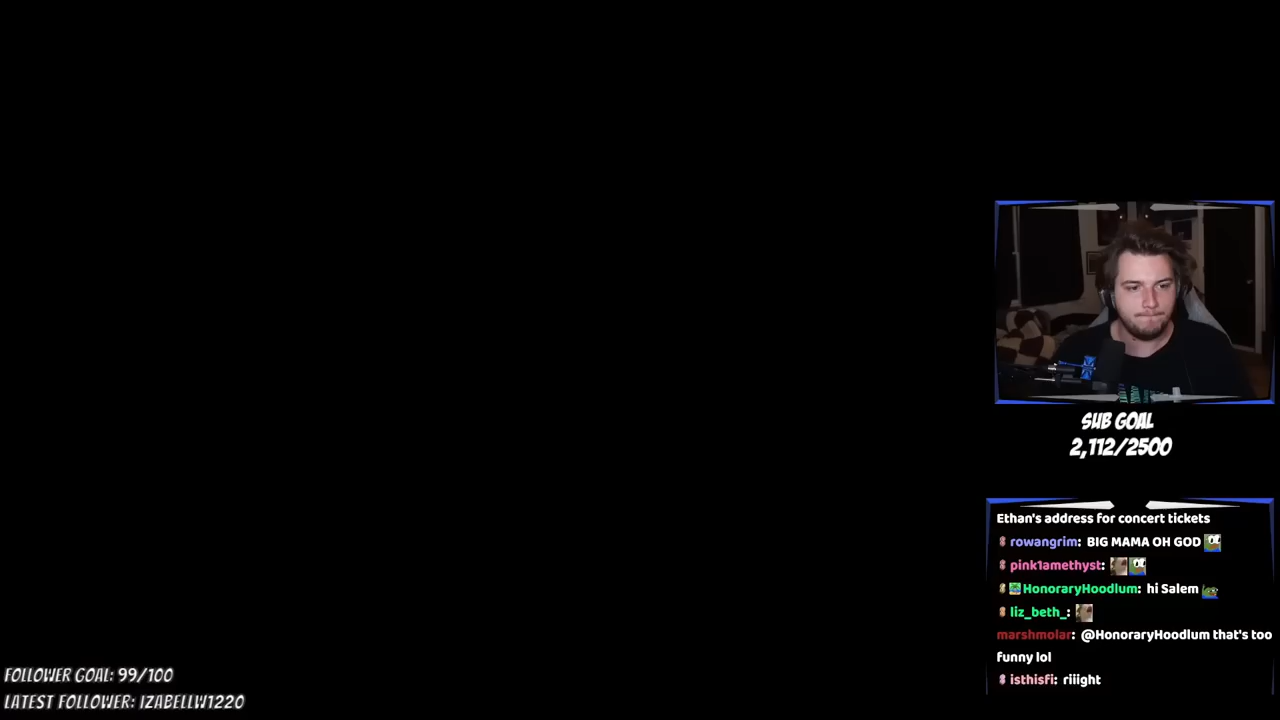 SUB GOAL
2,112/2500
Ethan's address for concert tickets
rowangrim: BIG MAMA OH GOD
pink1amethyst:
HonoraryHoodlum: hi Salem
liz_beth_:
marshmolar: @HonoraryHoodlum that's too
funny lol
isthisfi: riiight
FOLLOWER GOAL: 99/100
LATEST FOLLOWER: IZABELLW1220